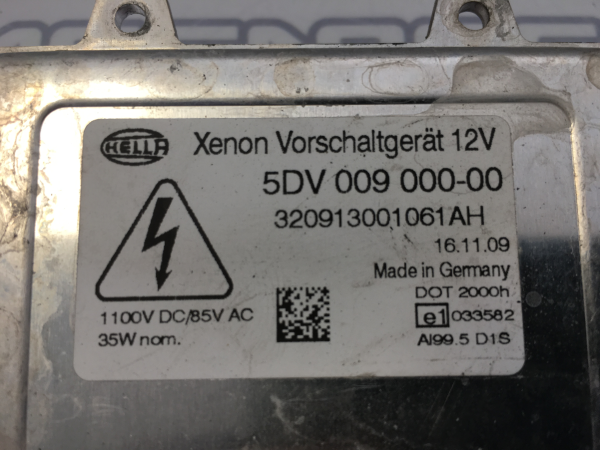 HELLA
Xenon Vorschaltgerät 12V
5DV 009 000-00
320913001061AH
16.11.09
Made in Germany
DOT 2000h
1100V DC/85V AC
e1 033582
35W nom.
Al99.5 D1S